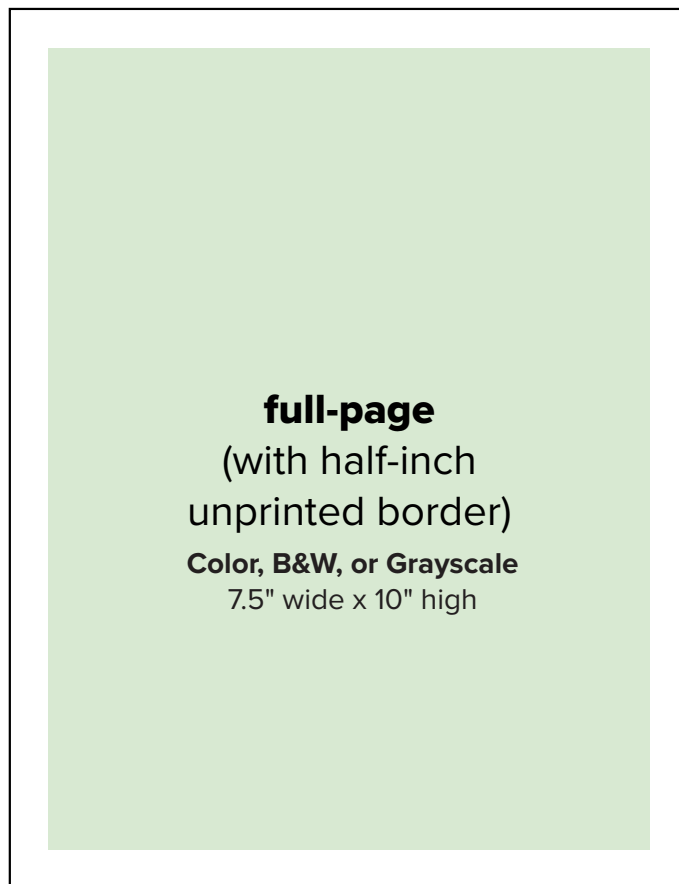 full-page
(with half-inch
unprinted border)
Color, B&W, or Grayscale
7.5" wide x 10" high